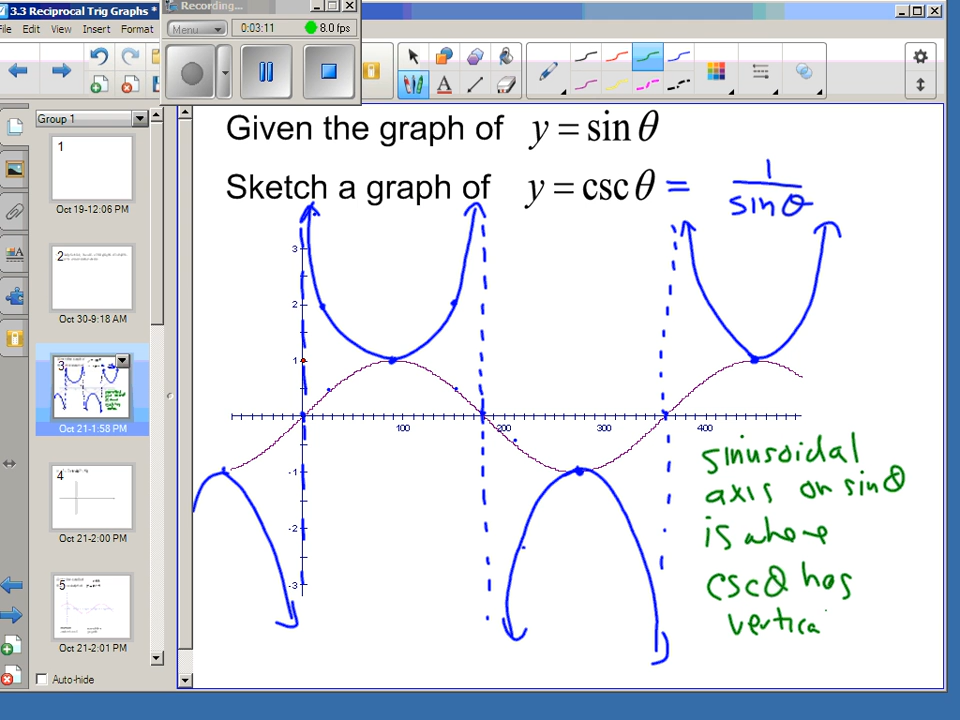 3.3 Reciprocal Trig Graphs *
Recording...
File Edit View Insert Format
Menu 0:03:11 8.0 fps
Group 1
1
Oct 19-12:06 PM
2
Oct 30-9:18 AM
3
Oct 21-1:58 PM
4
Oct 21-2:00 PM
5
Oct 21-2:01 PM
Auto-hide
Given the graph of y = sin θ
Sketch a graph of y = csc θ = 1/sin θ
3
2
1
100 200 300 400
-1
-2
-3
sinusoidal
axis on sin θ
is where
csc θ has
vertica